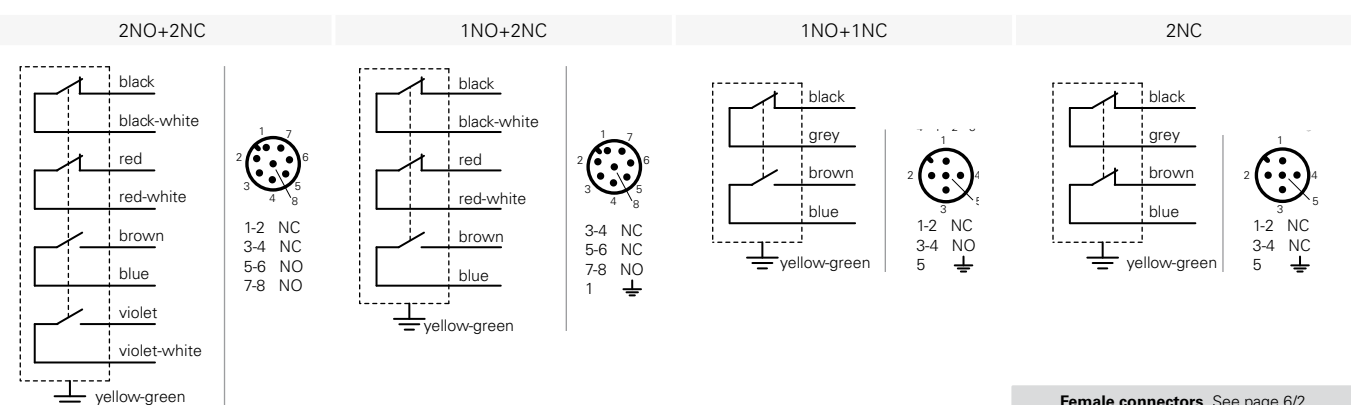 2NO+2NC
black
black-white
red
red-white
brown
blue
violet
violet-white
yellow-green
1 7
2 6
3 5
4 8
1-2 NC
3-4 NC
5-6 NO
7-8 NO
1NO+2NC
black
black-white
red
red-white
brown
blue
yellow-green
1 7
2 6
3 5
4 8
3-4 NC
5-6 NC
7-8 NO
1
1NO+1NC
black
grey
brown
blue
yellow-green
1
2 4
3 5
1-2 NC
3-4 NO
5
2NC
black
grey
brown
blue
yellow-green
1
2 4
3 5
1-2 NC
3-4 NC
5
Female connectors See page 6/2